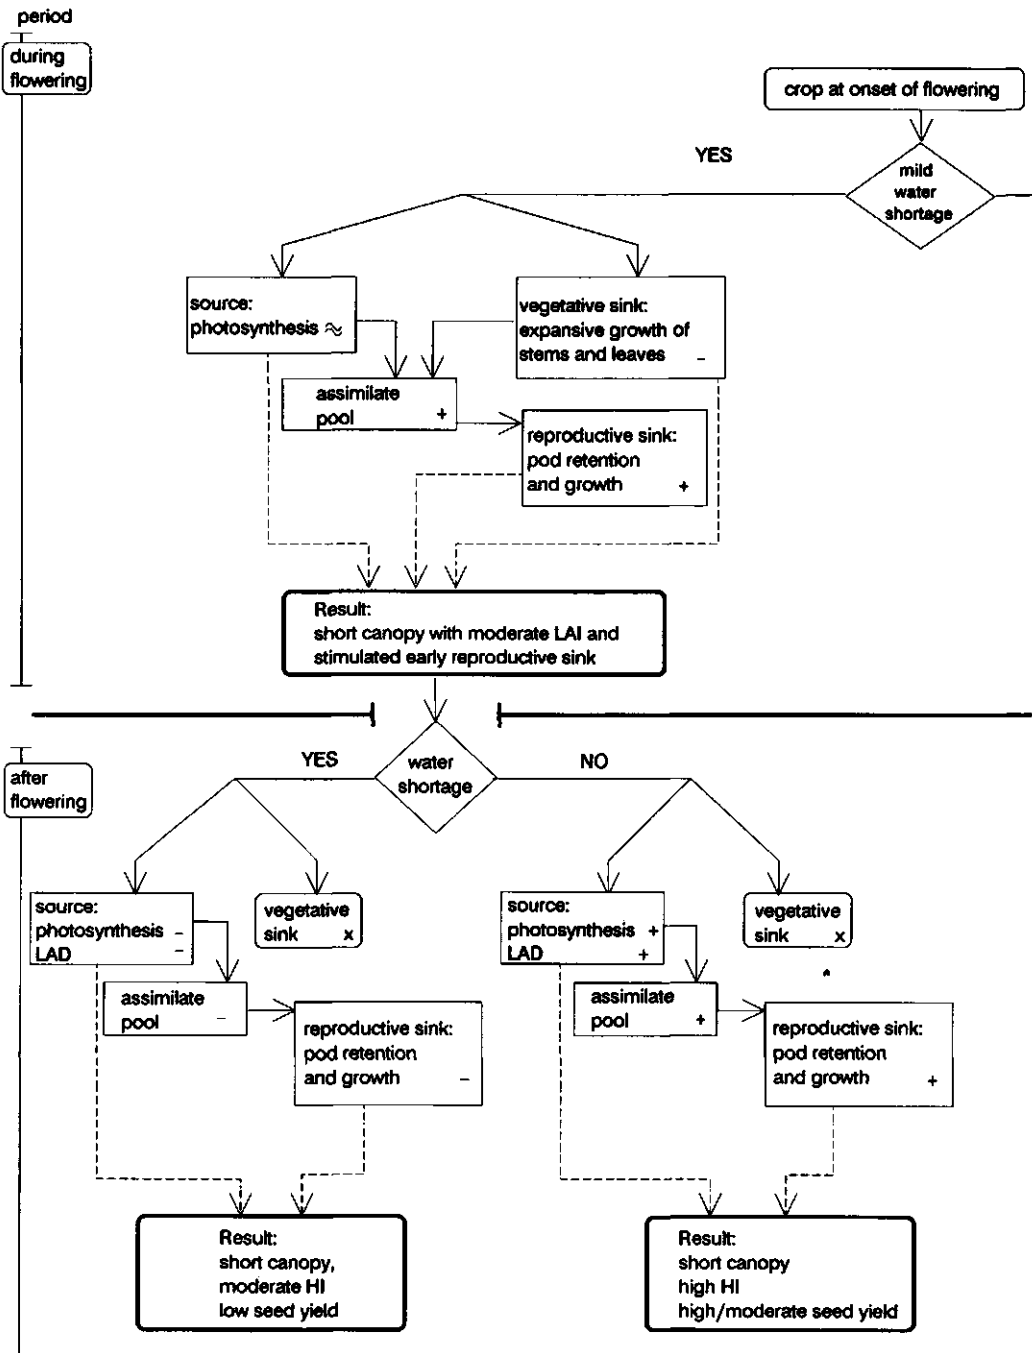 period
during
flowering
crop at onset of flowering
YES
mild
water
shortage
source:
photosynthesis ≈
vegetative sink:
expansive growth of
stems and leaves -
assimilate
pool +
reproductive sink:
pod retention
and growth +
Result:
short canopy with moderate LAI and
stimulated early reproductive sink
after
flowering
YES
water
shortage
NO
source:
photosynthesis -
LAD -
vegetative
sink x
assimilate
pool -
reproductive sink:
pod retention
and growth -
source:
photosynthesis +
LAD +
vegetative
sink x
assimilate
pool +
reproductive sink:
pod retention
and growth +
Result:
short canopy,
moderate HI
low seed yield
Result:
short canopy
high HI
high/moderate seed yield